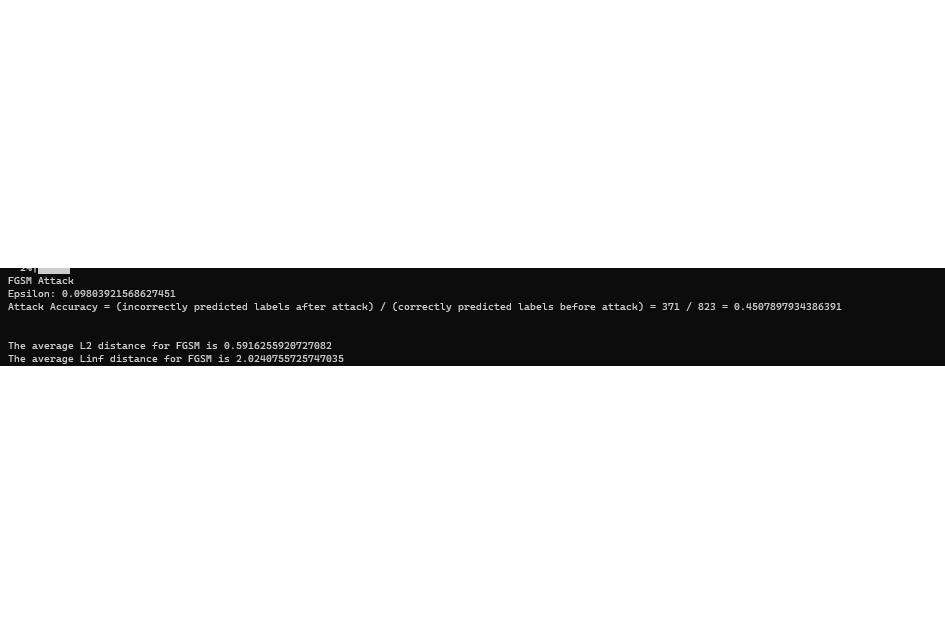 FGSM Attack
Epsilon: 0.09803921568627451
Attack Accuracy = (incorrectly predicted labels after attack) / (correctly predicted labels before attack) = 371 / 823 = 0.4507897934386391
The average L2 distance for FGSM is 0.5916255920727082
The average Linf distance for FGSM is 2.0240755725747035